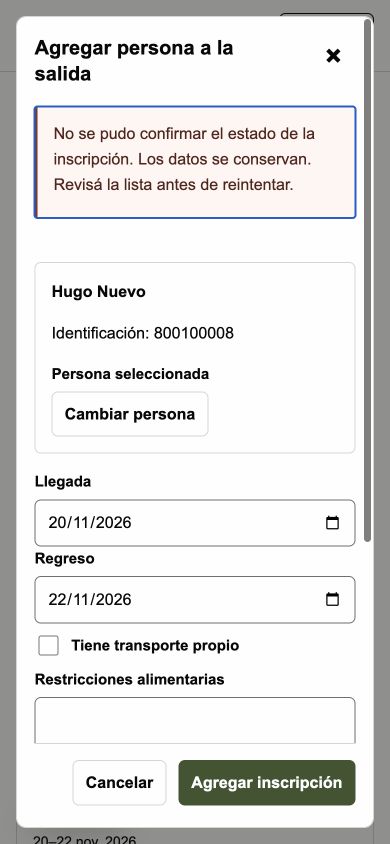 Agregar persona a la
salida
No se pudo confirmar el estado de la
inscripción. Los datos se conservan.
Revisá la lista antes de reintentar.
Hugo Nuevo
Identificación: 800100008
Persona seleccionada
Cambiar persona
Llegada
20/11/2026
Regreso
22/11/2026
Tiene transporte propio
Restricciones alimentarias
Cancelar
Agregar inscripción
20–22 nov. 2026